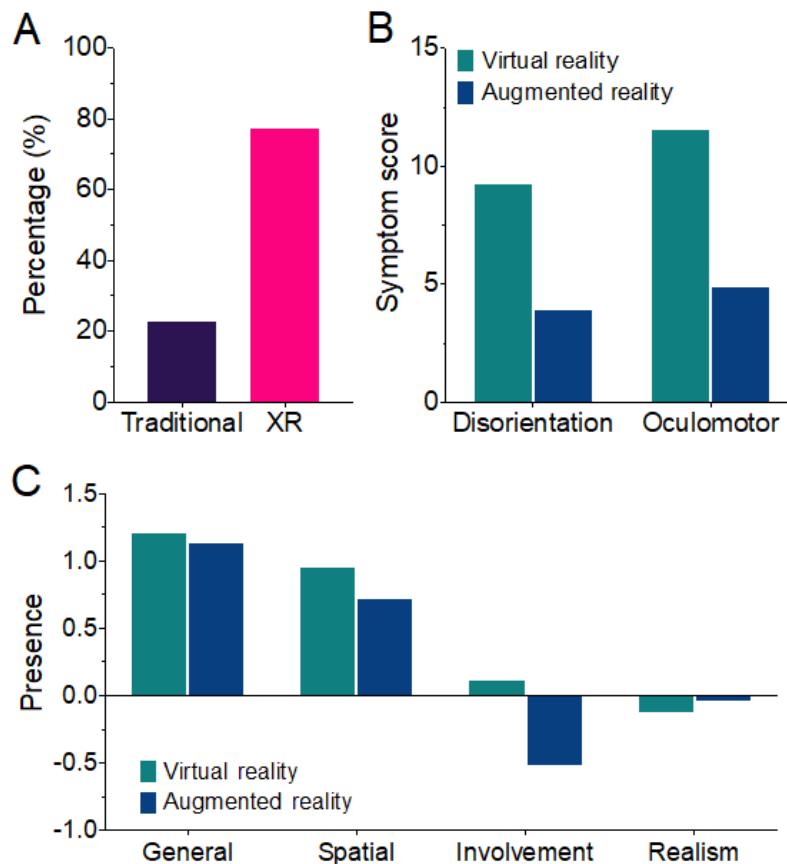 A
Percentage (%)
100
80
60
40
20
0
Traditional
XR
B
Symptom score
15
10
5
0
Virtual reality
Augmented reality
Disorientation
Oculomotor
C
Presence
1.5
1.0
0.5
0.0
-0.5
-1.0
Virtual reality
Augmented reality
General
Spatial
Involvement
Realism